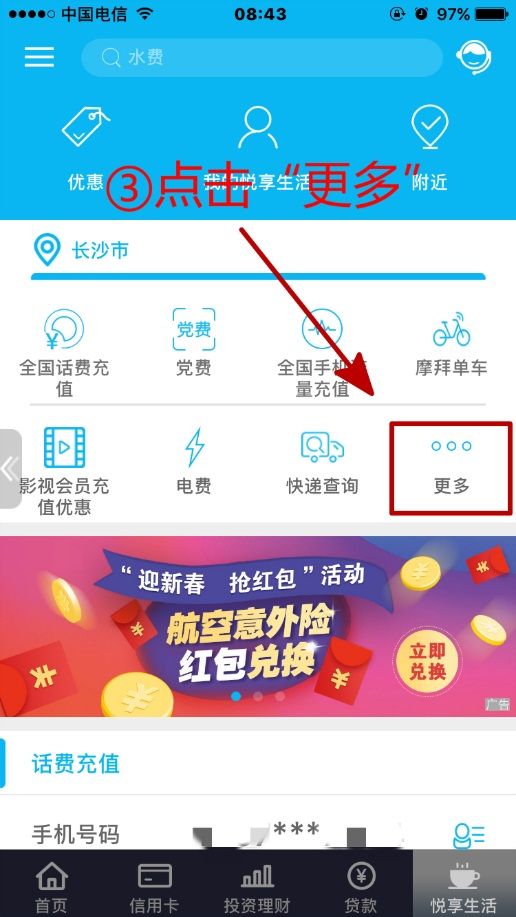 中国电信
08:43
97%
水费
优惠
我的悦享生活
附近
③点击“更多”
长沙市
全国话费充值
党费
党费
全国手机流量充值
摩拜单车
影视会员充值优惠
电费
快递查询
更多
“迎新春 抢红包”活动
航空意外险
红包兑换
立即
兑换
广告
话费充值
手机号码
***
首页
信用卡
投资理财
贷款
悦享生活